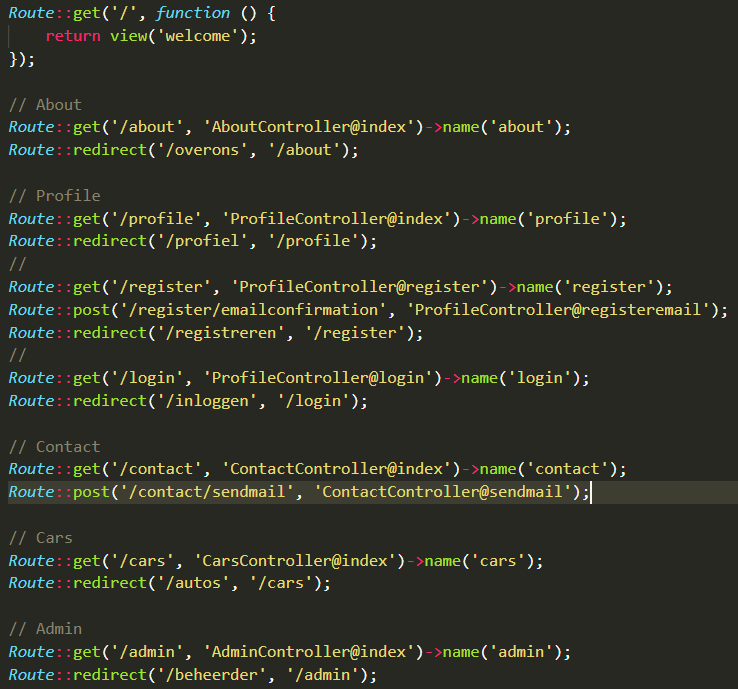 Route::get('/', function () {
    return view('welcome');
});

// About
Route::get('/about', 'AboutController@index')->name('about');
Route::redirect('/overons', '/about');

// Profile
Route::get('/profile', 'ProfileController@index')->name('profile');
Route::redirect('/profiel', '/profile');
//
Route::get('/register', 'ProfileController@register')->name('register');
Route::post('/register/emailconfirmation', 'ProfileController@registeremail');
Route::redirect('/registreren', '/register');
//
Route::get('/login', 'ProfileController@login')->name('login');
Route::redirect('/inloggen', '/login');

// Contact
Route::get('/contact', 'ContactController@index')->name('contact');
Route::post('/contact/sendmail', 'ContactController@sendmail');

// Cars
Route::get('/cars', 'CarsController@index')->name('cars');
Route::redirect('/autos', '/cars');

// Admin
Route::get('/admin', 'AdminController@index')->name('admin');
Route::redirect('/beheerder', '/admin');